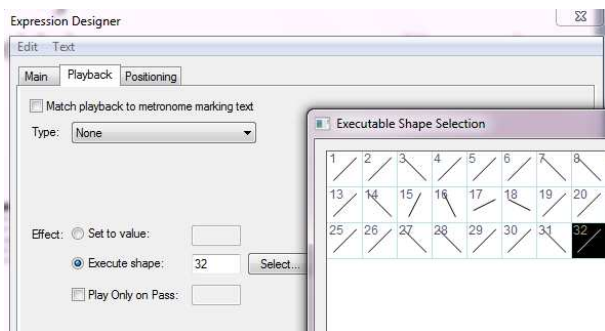 Expression Designer
Edit Text
Main Playback Positioning
Match playback to metronome marking text
Type: None
Executable Shape Selection
1 2 3 4 5 6 7 8
13 14 15 16 17 18 19 20
Effect: Set to value:
25 26 27 28 29 30 31 32
Execute shape: 32 Select...
Play Only on Pass: